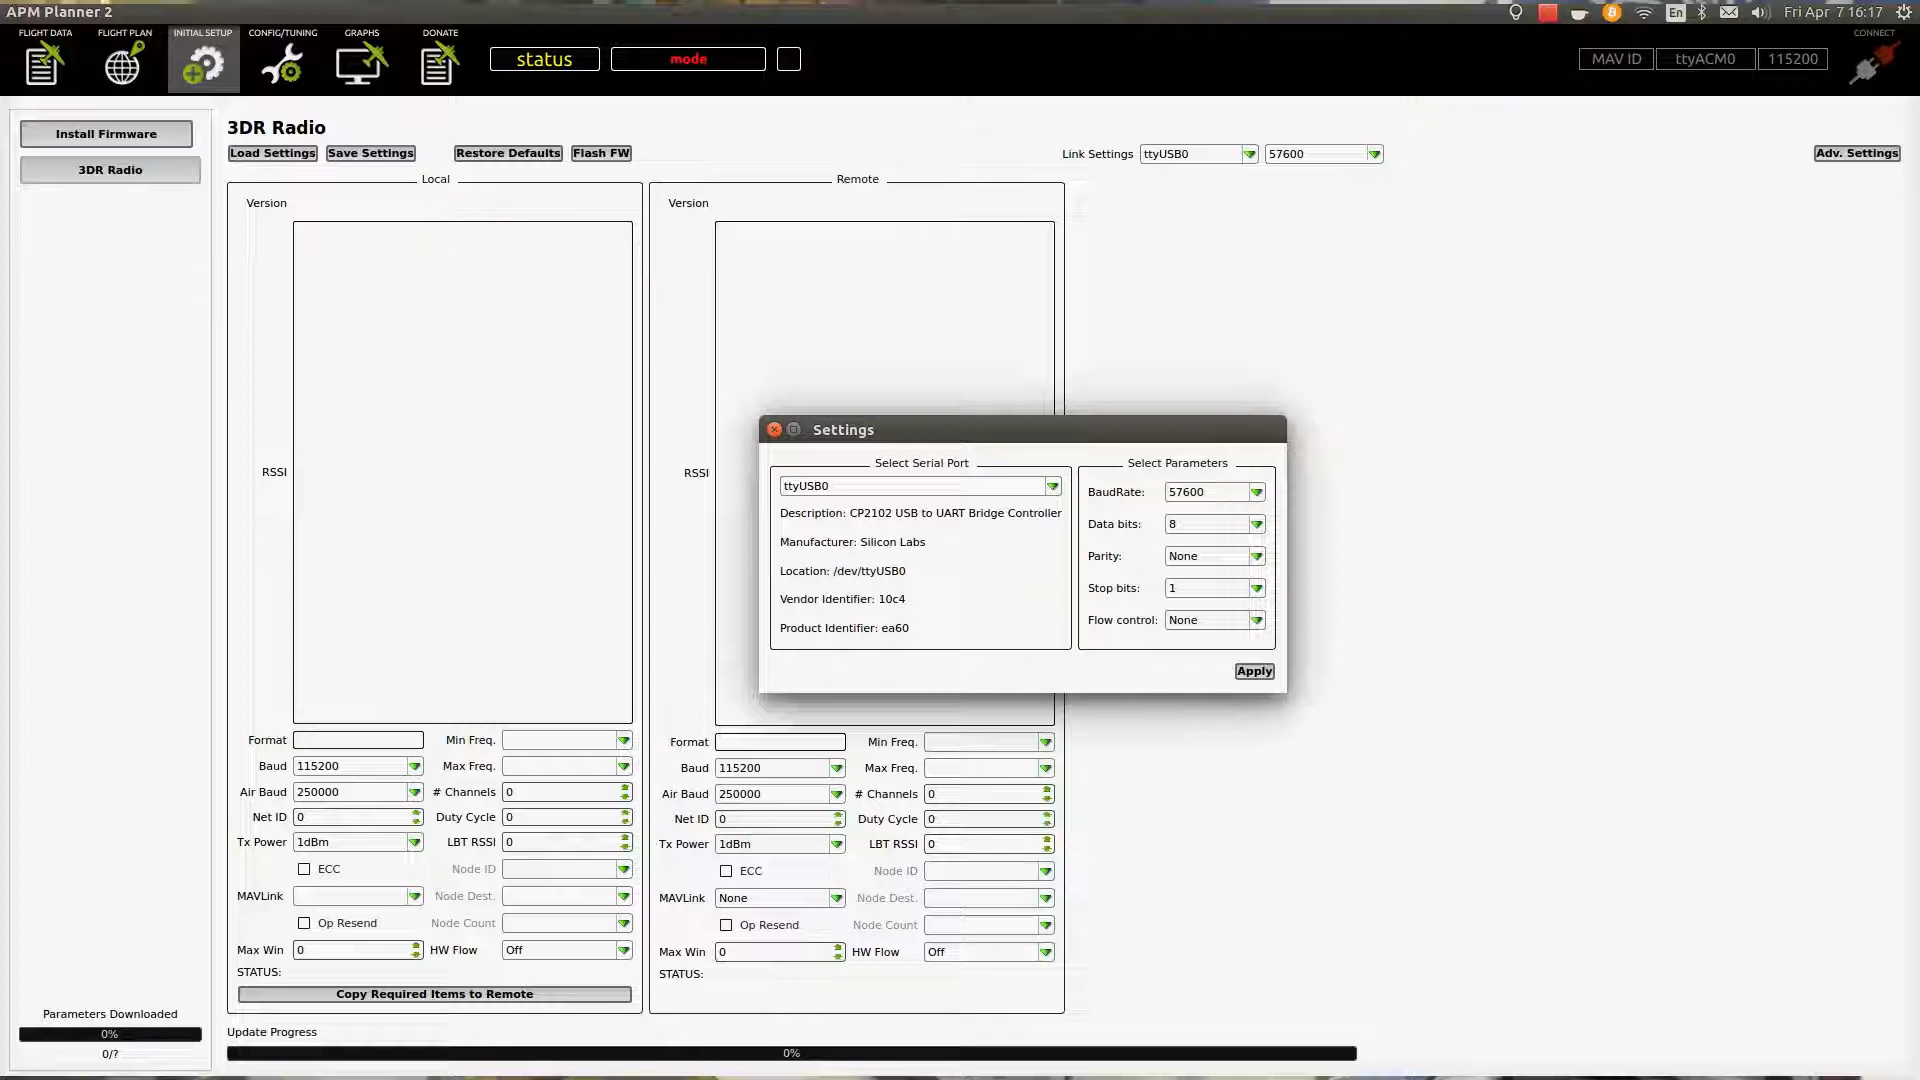 APM Planner 2
En
Fri Apr 7 16:17
FLIGHT DATA
FLIGHT PLAN
INITIAL SETUP
CONFIG/TUNING
GRAPHS
DONATE
status
mode
MAV ID
ttyACM0
115200
CONNECT
Install Firmware
3DR Radio
3DR Radio
Load Settings
Save Settings
Restore Defaults
Flash FW
Link Settings
ttyUSB0
57600
Adv. Settings
Local
Version
RSSI
Format
Min Freq.
Baud
115200
Max Freq.
Air Baud
250000
# Channels
0
Net ID
0
Duty Cycle
0
Tx Power
1dBm
LBT RSSI
0
ECC
Node ID
MAVLink
Node Dest.
Op Resend
Node Count
Max Win
0
HW Flow
Off
STATUS:
Copy Required Items to Remote
Remote
Version
RSSI
Format
Min Freq.
Baud
115200
Max Freq.
Air Baud
250000
# Channels
0
Net ID
0
Duty Cycle
0
Tx Power
1dBm
LBT RSSI
0
ECC
Node ID
MAVLink
None
Node Dest.
Op Resend
Node Count
Max Win
0
HW Flow
Off
STATUS:
Settings
Select Serial Port
ttyUSB0
Description: CP2102 USB to UART Bridge Controller
Manufacturer: Silicon Labs
Location: /dev/ttyUSB0
Vendor Identifier: 10c4
Product Identifier: ea60
Select Parameters
BaudRate:
57600
Data bits:
8
Parity:
None
Stop bits:
1
Flow control:
None
Apply
Parameters Downloaded
0%
0/?
Update Progress
0%